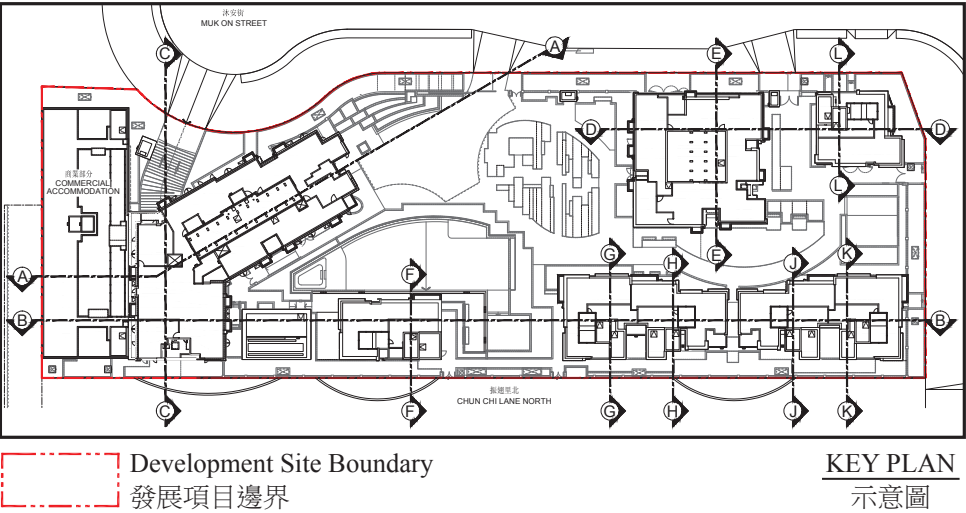 沐安街
MUK ON STREET
C
A
E
L
D
D
商業部分
COMMERCIAL
ACCOMMODATION
L
A
F
G
H
E
J
K
B
B
振翅里北
CHUN CHI LANE NORTH
C
F
G
H
J
K
Development Site Boundary
發展項目邊界
KEY PLAN
示意圖